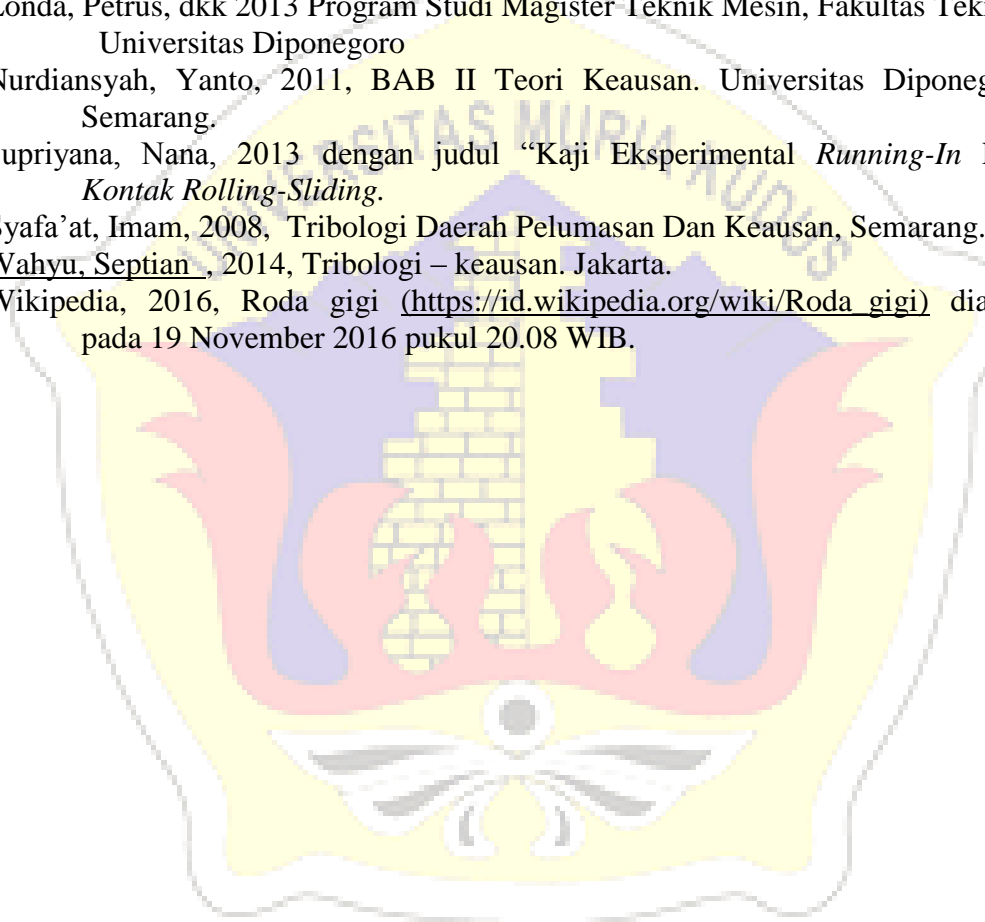 Londa, Petrus, dkk 2013 Program Studi Magister Teknik Mesin, Fakultas Tek
Universitas Diponegoro
Nurdiansyah, Yanto, 2011, BAB II Teori Keausan. Universitas Diponeg
Semarang.
upriyana, Nana, 2013 dengan judul “Kaji Eksperimental Running-In
Kontak Rolling-Sliding.
Syafa’at, Imam, 2008, Tribologi Daerah Pelumasan Dan Keausan, Semarang.
Wahyu, Septian , 2014, Tribologi – keausan. Jakarta.
Wikipedia, 2016, Roda gigi (https://id.wikipedia.org/wiki/Roda_gigi) dia
pada 19 November 2016 pukul 20.08 WIB.
UNIVERSITAS MURIA KUDUS